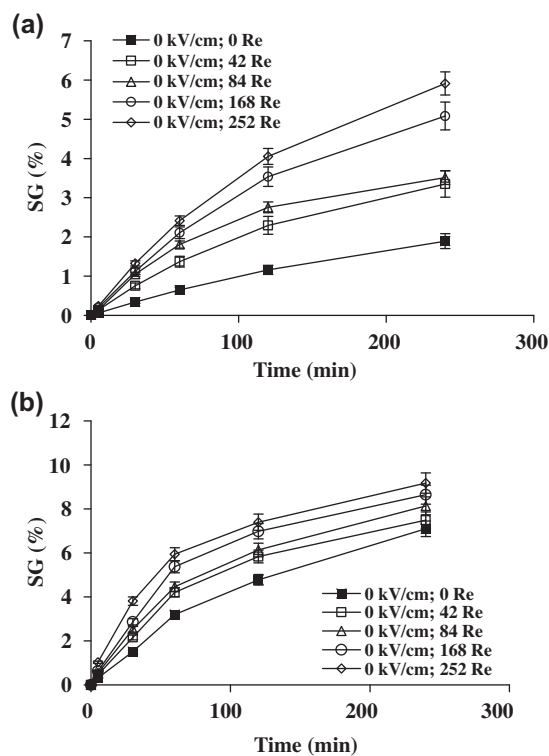 (a)
7
6
5
4
3
2
1
0
SG (%)
0 kV/cm; 0 Re
0 kV/cm; 42 Re
0 kV/cm; 84 Re
0 kV/cm; 168 Re
0 kV/cm; 252 Re
0 100 200 300
Time (min)
(b)
12
10
8
6
4
2
0
SG (%)
0 kV/cm; 0 Re
0 kV/cm; 42 Re
0 kV/cm; 84 Re
0 kV/cm; 168 Re
0 kV/cm; 252 Re
0 100 200 300
Time (min)